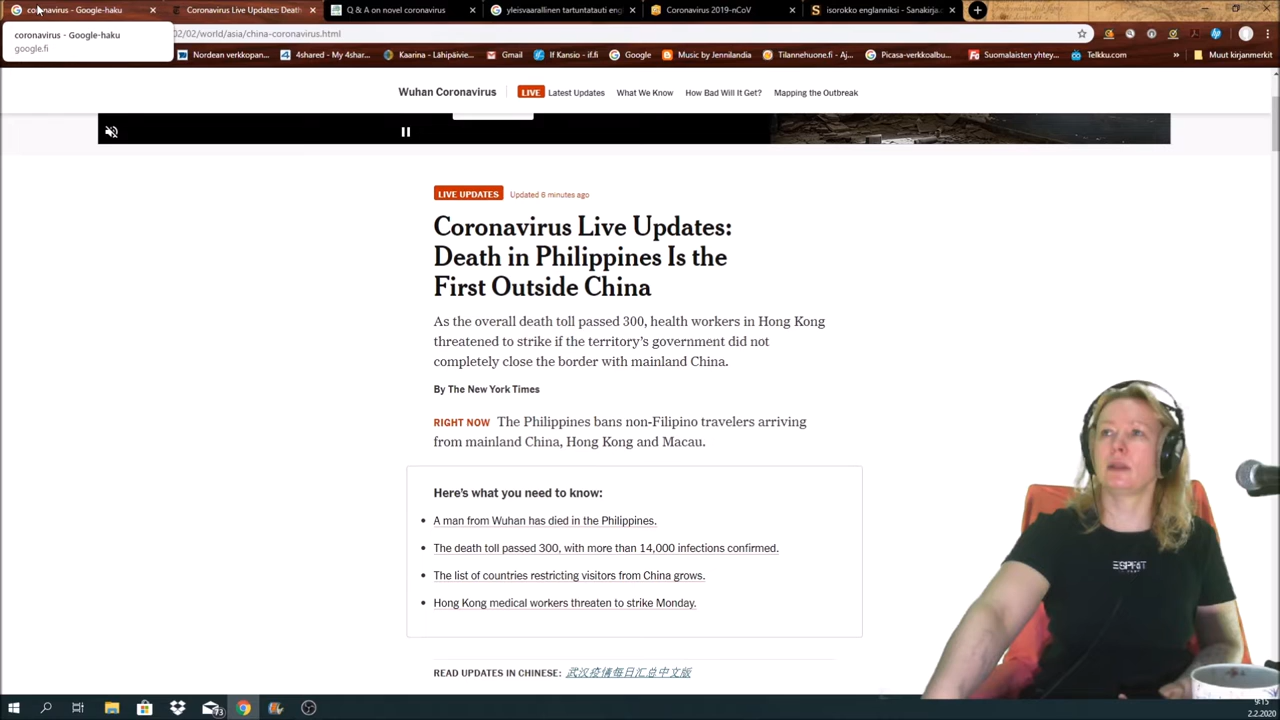 coronavirus - Google-haku
Coronavirus Live Updates: Death
Q & A on novel coronavirus
yleisvaarallinen tartuntatauti eng
Coronavirus 2019-nCoV
isorokko englanniksi - Sanakirja.
coronavirus - Google-haku
google.fi
02/02/world/asia/china-coronavirus.html
Nordean verkkopan...
4shared - My 4shar...
Kaarina - Lähipäivie...
Gmail
If Kansio - if.fi
Google
Music by Jennilandia
Tilannehuone.fi - Aj...
Picasa-verkkoalbu...
Suomalaisten yhtey...
Telkku.com
»
Muut kirjanmerkit
Wuhan Coronavirus
LIVE Latest Updates
What We Know
How Bad Will It Get?
Mapping the Outbreak
LIVE UPDATES Updated 6 minutes ago
Coronavirus Live Updates:
Death in Philippines Is the
First Outside China
As the overall death toll passed 300, health workers in Hong Kong
threatened to strike if the territory's government did not
completely close the border with mainland China.
By The New York Times
RIGHT NOW The Philippines bans non-Filipino travelers arriving
from mainland China, Hong Kong and Macau.
Here's what you need to know:
A man from Wuhan has died in the Philippines.
The death toll passed 300, with more than 14,000 infections confirmed.
The list of countries restricting visitors from China grows.
Hong Kong medical workers threaten to strike Monday.
READ UPDATES IN CHINESE: 武汉疫情每日汇总中文版
ESPRIT
73
9:15
2.2.2020